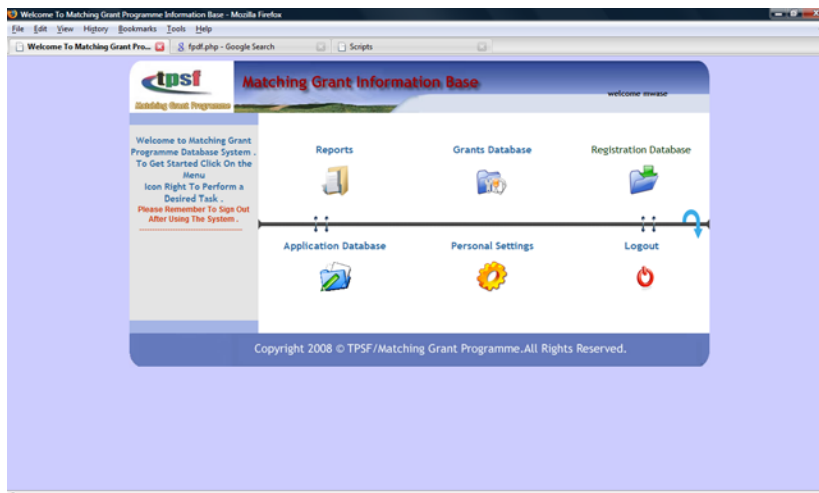 Welcome To Matching Grant Programme Information Base - Mozilla Firefox
File Edit View History Bookmarks Tools Help
Welcome To Matching Grant Pro... fpdf.php - Google Search Scripts
tpsf
Matching Grant Programme
Matching Grant Information Base
welcome mwase
Welcome to Matching Grant
Programme Database System .
To Get Started Click On the
Menu
Icon Right To Perform a
Desired Task .
Please Remember To Sign Out
After Using The System .
Reports Grants Database Registration Database
Application Database Personal Settings Logout
Copyright 2008 © TPSF/Matching Grant Programme.All Rights Reserved.